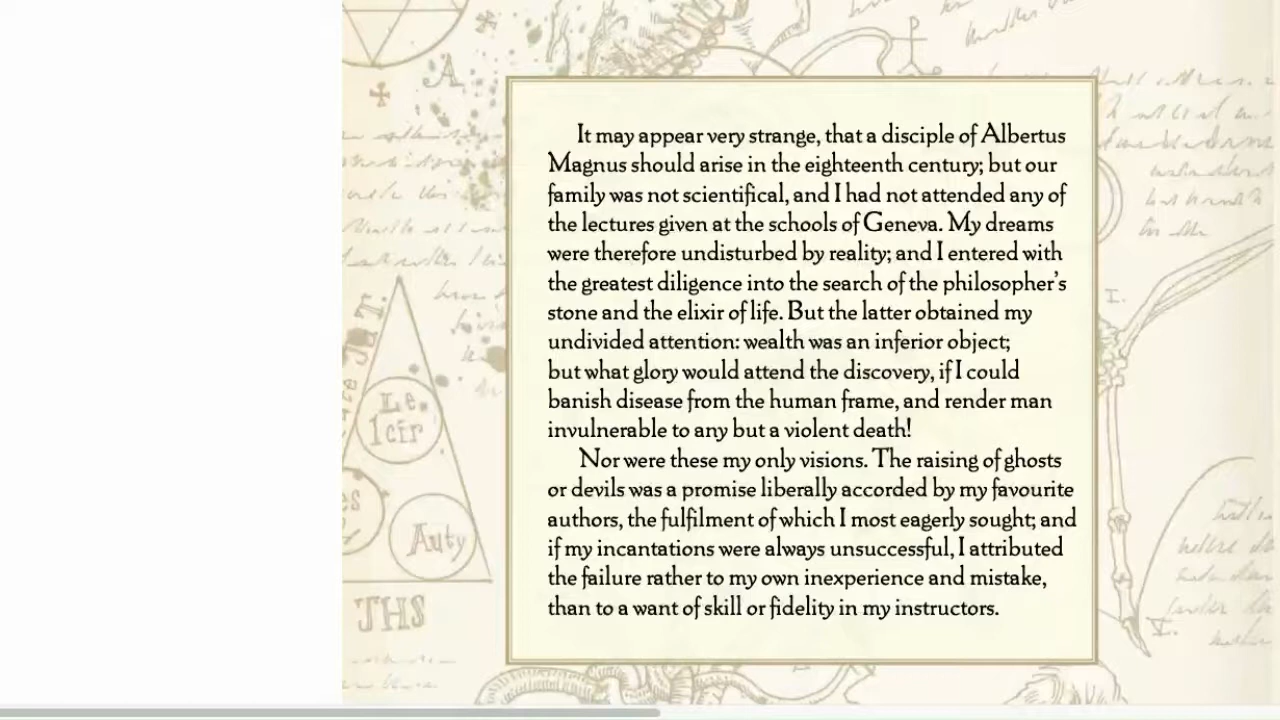 It may appear very strange, that a disciple of Albertus
Magnus should arise in the eighteenth century; but our
family was not scientifical, and I had not attended any of
the lectures given at the schools of Geneva. My dreams
were therefore undisturbed by reality; and I entered with
the greatest diligence into the search of the philosopher's
stone and the elixir of life. But the latter obtained my
undivided attention: wealth was an inferior object;
but what glory would attend the discovery, if I could
banish disease from the human frame, and render man
invulnerable to any but a violent death!
Nor were these my only visions. The raising of ghosts
or devils was a promise liberally accorded by my favourite
authors, the fulfilment of which I most eagerly sought; and
if my incantations were always unsuccessful, I attributed
the failure rather to my own inexperience and mistake,
than to a want of skill or fidelity in my instructors.
A
I.
Le
Icir
Auty
THS
V.